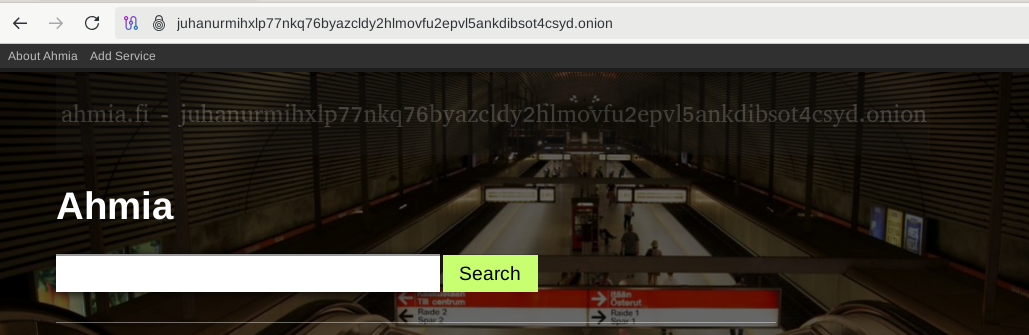 juhanurmihxlp77nkq76byazcldy2hlmovfu2epvl5ankdibsot4csyd.onion
About Ahmia Add Service
ahmia.fi - juhanurmihxlp77nkq76byazcldy2hlmovfu2epvl5ankdibsot4csyd.onion
Ahmia
Search
Till centrum
Österut
Raide 2 Raide 1
Spår 2 Spår 1